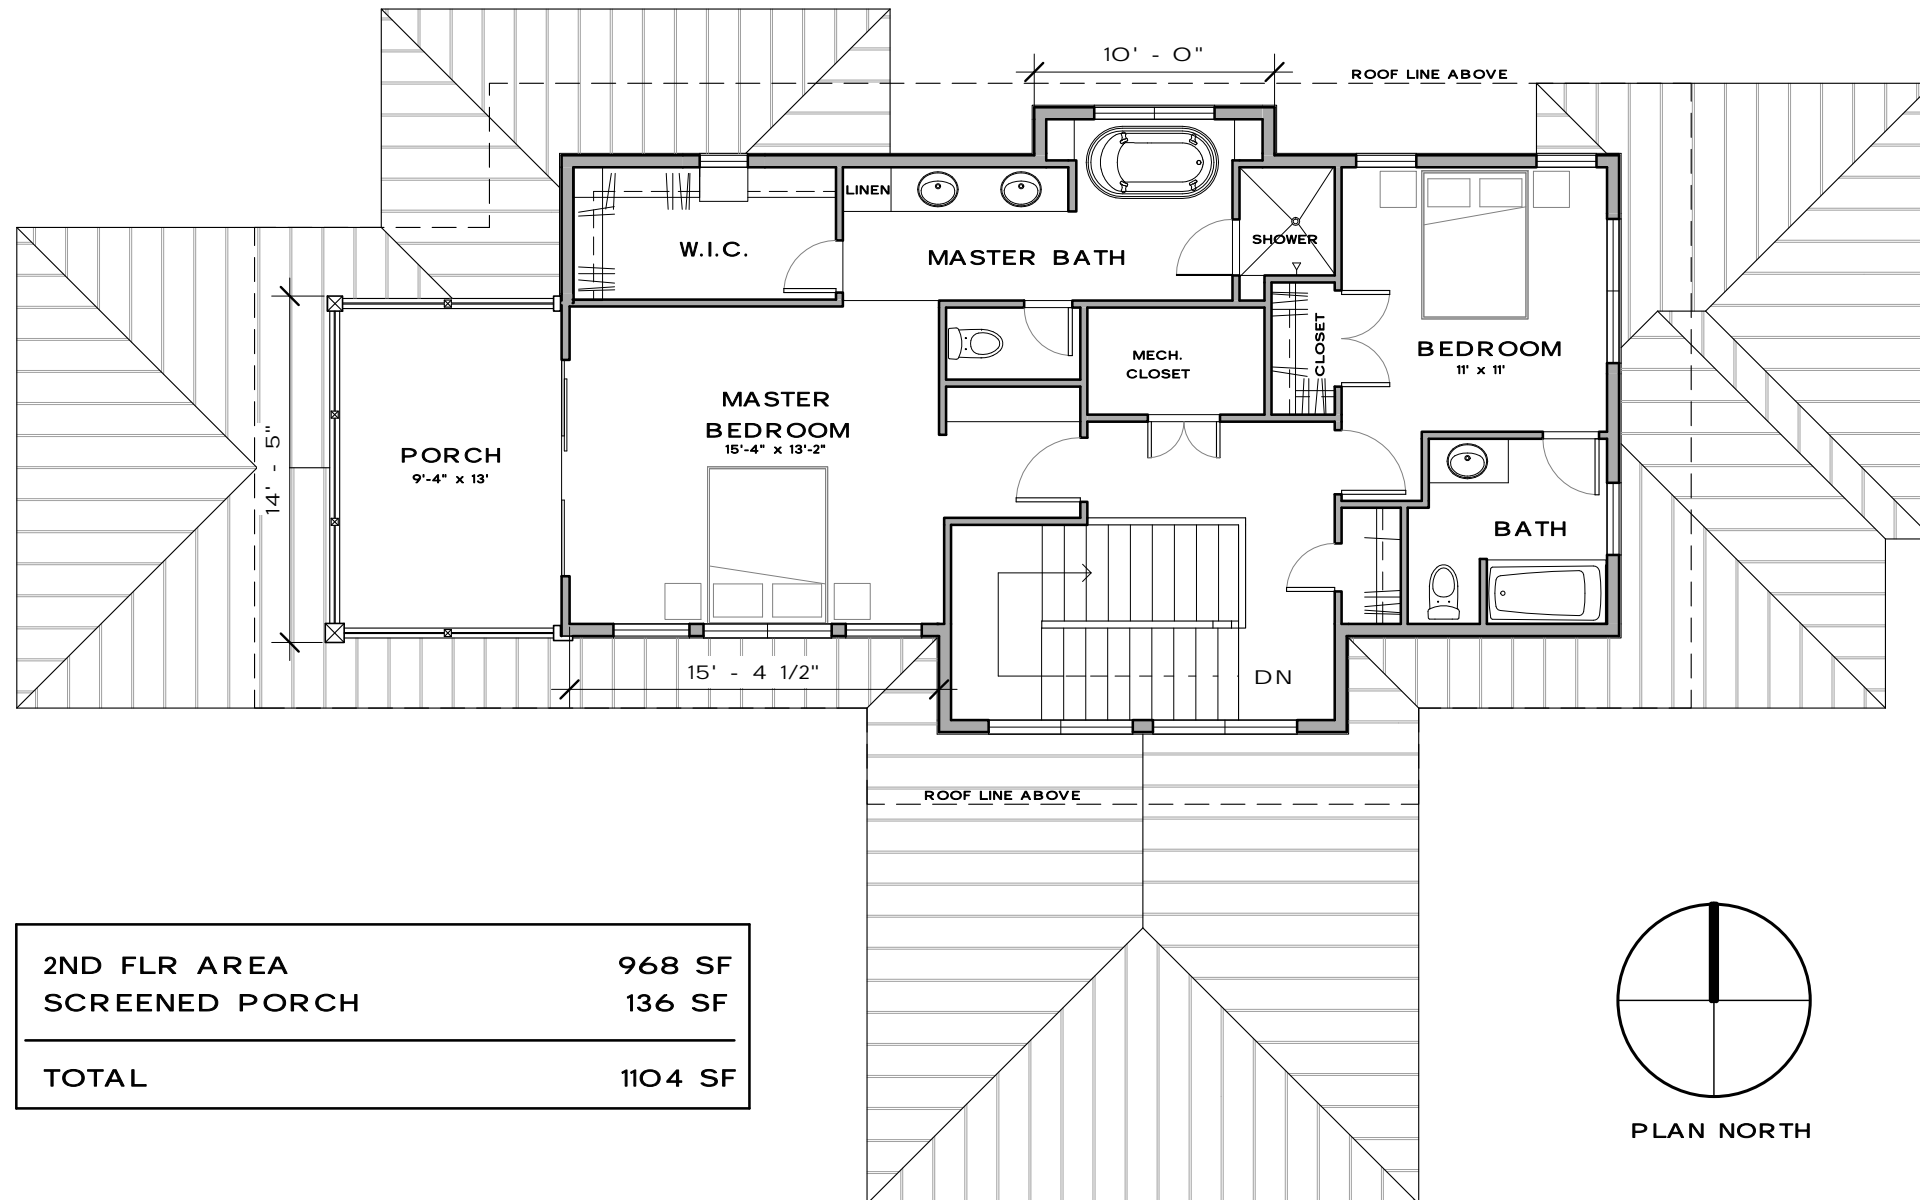 10' - 0"
ROOF LINE ABOVE
LINEN
W.I.C.
MASTER BATH
SHOWER
CLOSET
BEDROOM
11' x 11'
MECH.
CLOSET
MASTER
BEDROOM
15'-4" x 13'-2"
PORCH
9'-4" x 13'
14' - 5"
BATH
15' - 4 1/2"
DN
ROOF LINE ABOVE
2ND FLR AREA 968 SF
SCREENED PORCH 136 SF
TOTAL 1104 SF
PLAN NORTH